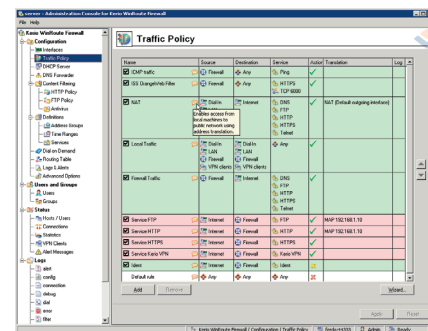 server - Administration Console for Kerio WinRoute Firewall
File Help
Kerio WinRoute Firewall
Configuration
Interfaces
Traffic Policy
DHCP Server
DNS Forwarder
Content Filtering
HTTP Policy
FTP Policy
Antivirus
Definitions
Address Groups
Time Ranges
Services
Dial on Demand
Routing Table
Logs & Alerts
Advanced Options
Users and Groups
Users
Groups
Status
Hosts / Users
Connections
Statistics
VPN Clients
Alert Messages
Logs
alert
config
connection
debug
dial
error
filter
Traffic Policy
Name Source Destination Service Action Translation Log
ICMP traffic Firewall Any Ping
ISS OrangeWeb Filter Firewall Any HTTPS
TCP 6000
NAT Dial In Internet DNS NAT (Default outgoing interface)
FTP
HTTP
HTTPS
Telnet
Enables access from
local machines to
public network using
address translation.
Local Traffic Dial In Dial In Any
LAN LAN
Firewall Firewall
VPN clients VPN clients
Firewall Traffic Firewall Internet DNS
FTP
HTTP
HTTPS
Telnet
Service FTP Internet Firewall FTP MAP 192.168.1.10
Service HTTP Internet Firewall HTTP MAP 192.168.1.10
Service HTTPS Internet Firewall HTTPS
Service Kerio VPN Internet Firewall Kerio VPN
Ident Internet Firewall Ident
Default rule Any Any Any
Add Remove Wizard...
Apply Reset
Kerio WinRoute Firewall / Configuration / Traffic Policy Admin Ready